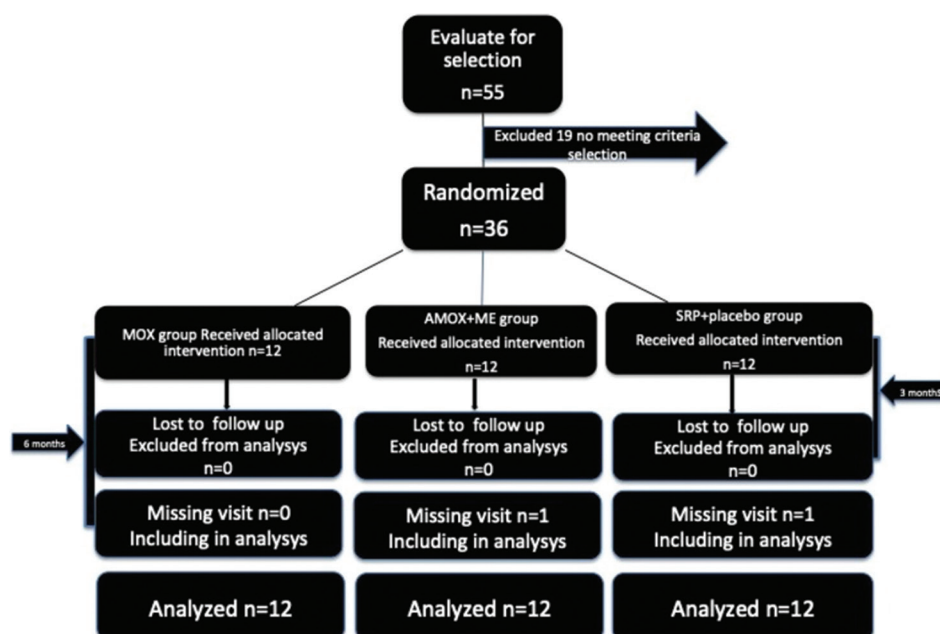 Evaluate for
selection
n=55
Excluded 19 no meeting criteria
selection
Randomized
n=36
MOX group Received allocated
intervention n=12
AMOX+ME group
Received allocated intervention
n=12
SRP+placebo group
Received allocated intervention
n=12
3 months
6 months
Lost to follow up
Excluded from analysys
n=0
Lost to follow up
Excluded from analysys
n=0
Lost to follow up
Excluded from analysys
n=0
Missing visit n=0
Including in analysys
Missing visit n=1
Including in analysys
Missing visit n=1
Including in analysys
Analyzed n=12
Analyzed n=12
Analyzed n=12